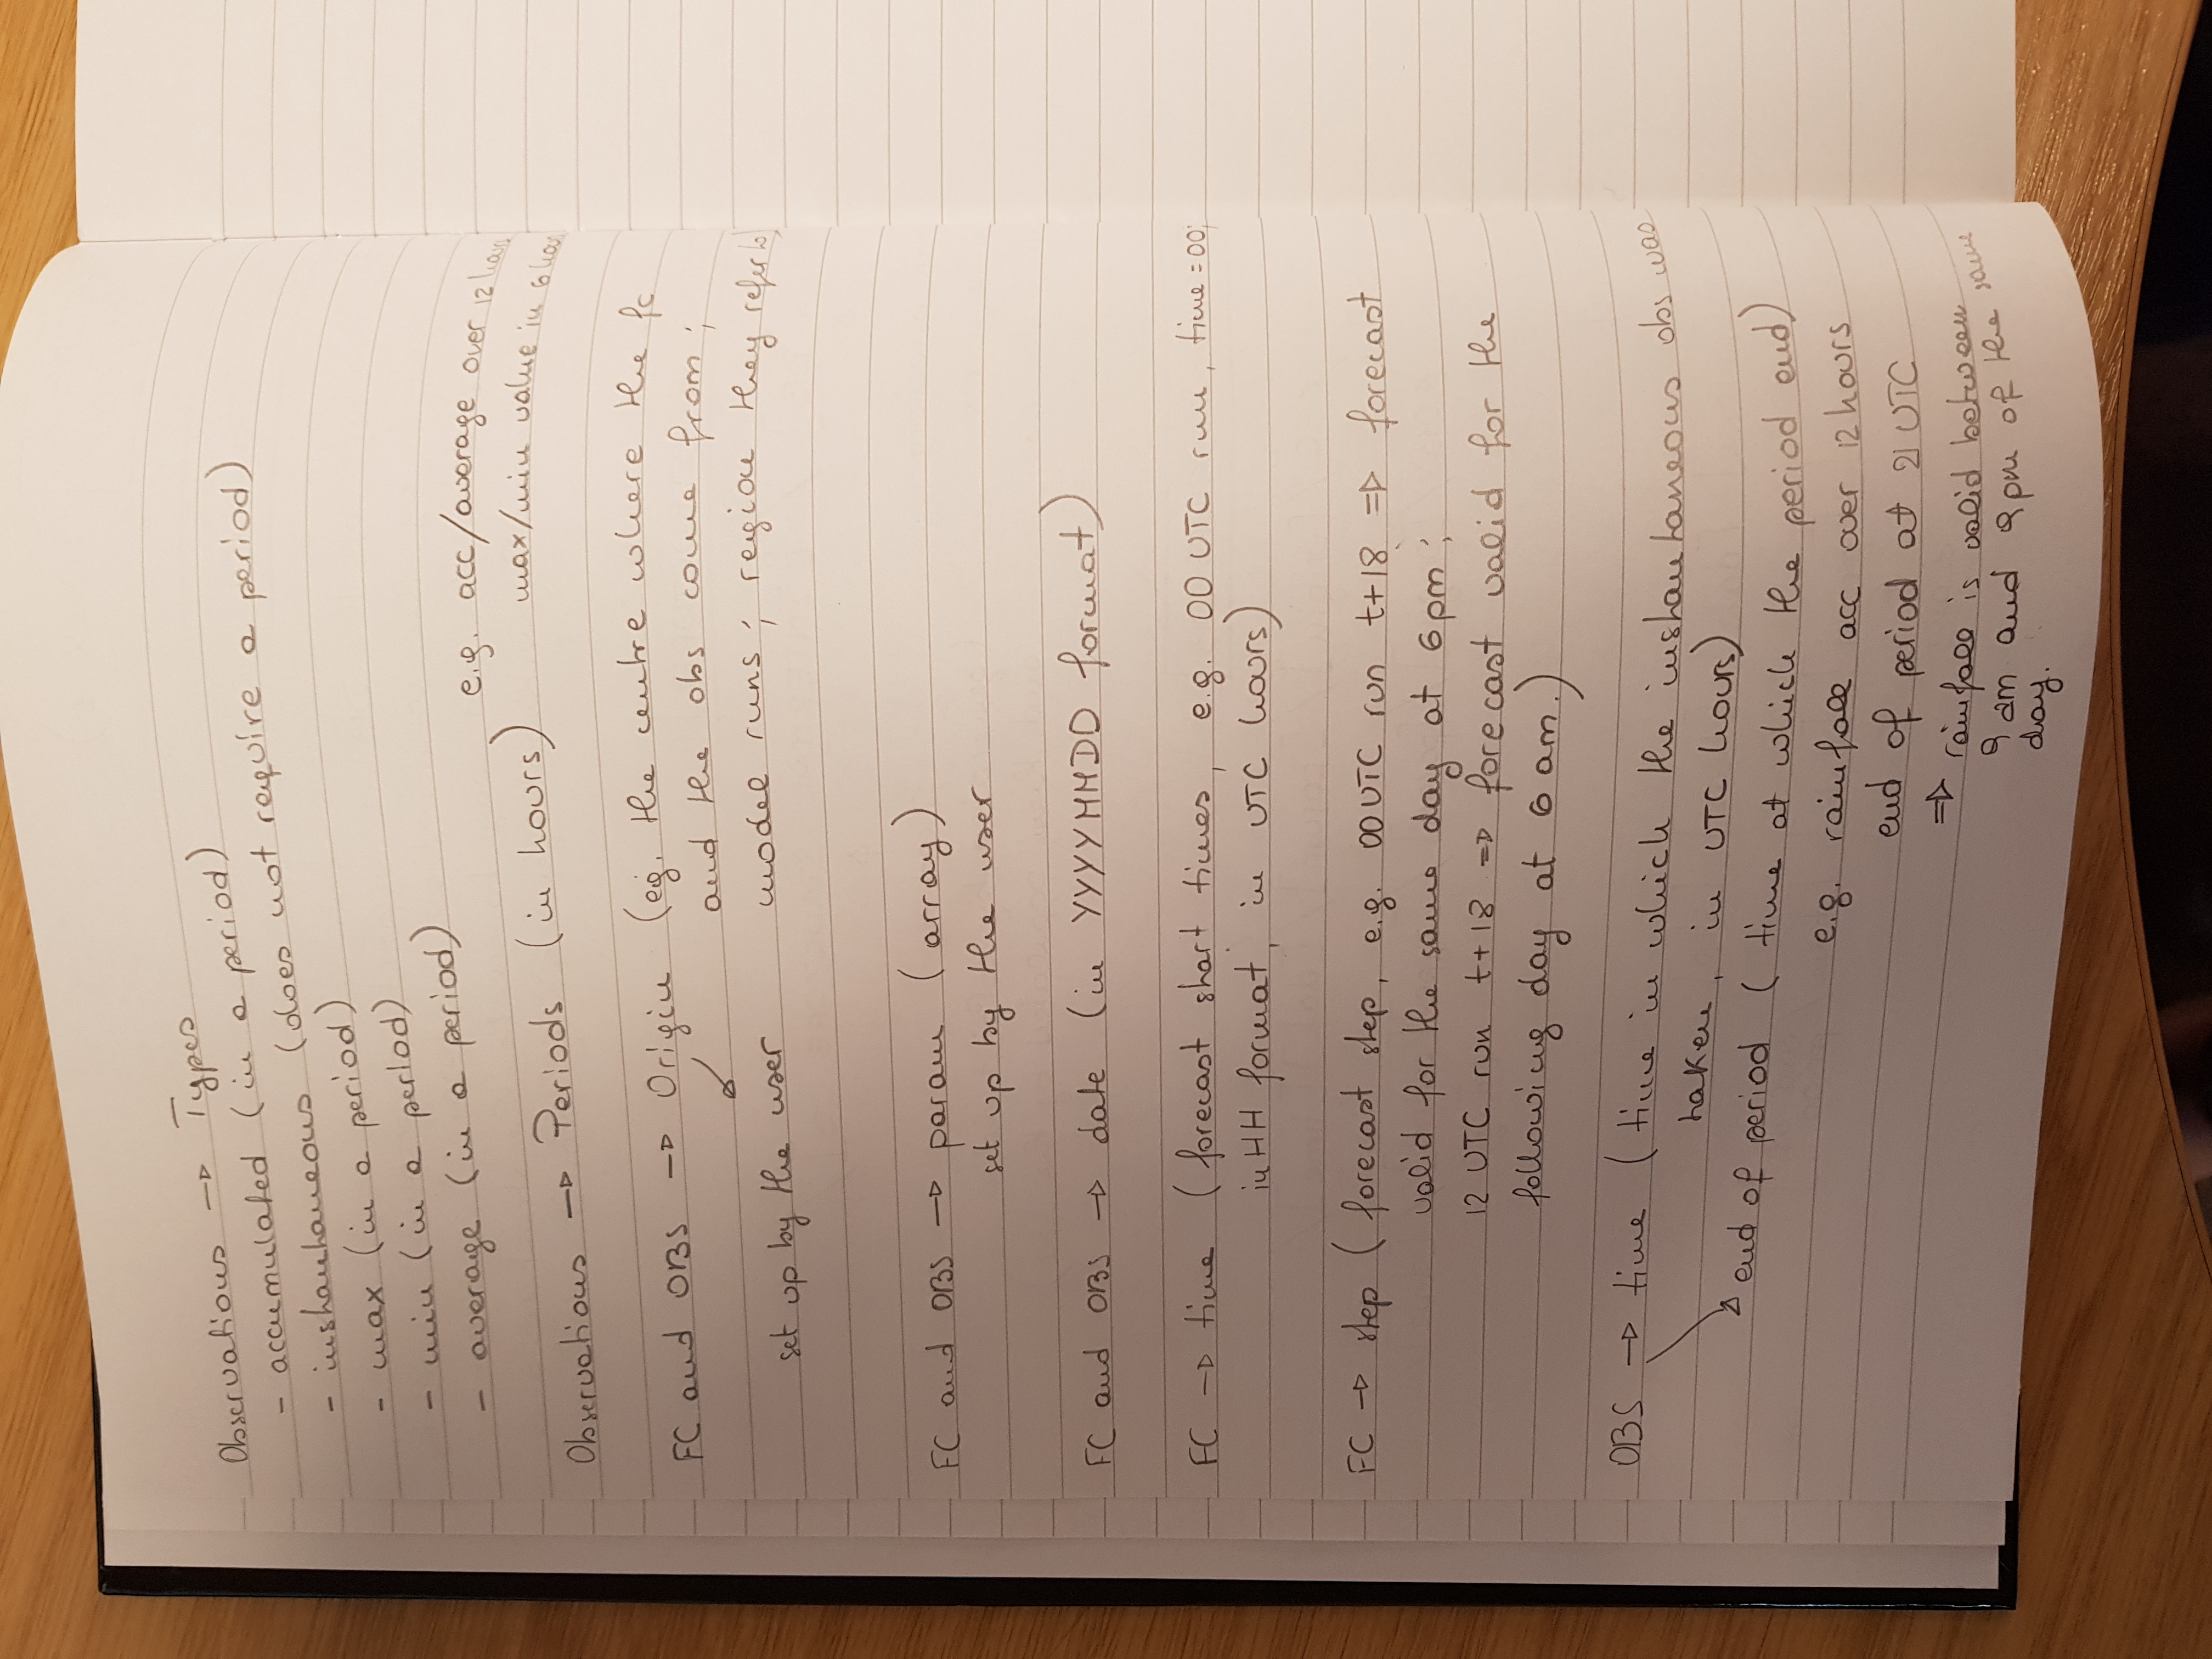 Observations → Types
- accumulated (in a period)
- instantaneous (does not require a period)
- max (in a period)
- min (in a period)
- average (in a period)
Observations → Periods (in hours)
e.g. acc/average over 12 hours
max/min value in 6 hours
FC and OBS → Origin (eg. the centre where the fc
and the obs come from;
set up by the user
model runs; region they refer to)
FC and OBS → param (array)
set up by the user
FC and OBS → date (in YYYYMMDD format)
FC → time (forecast start times, e.g. 00 UTC run, time=00;
in HH format, in UTC hours)
FC → step (forecast step, e.g. 00 UTC run t+18 ⇒ forecast
valid for the same day at 6pm;
12 UTC run t+18 ⇒ forecast valid for the
following day at 6 am.)
OBS → time (time in which the instantaneous obs was
taken, in UTC hours)
→ end of period (time at which the period end)
e.g. rainfall acc over 12 hours
end of period at 21 UTC
⇒ rainfall is valid between
9 am and 9 pm of the same
day.